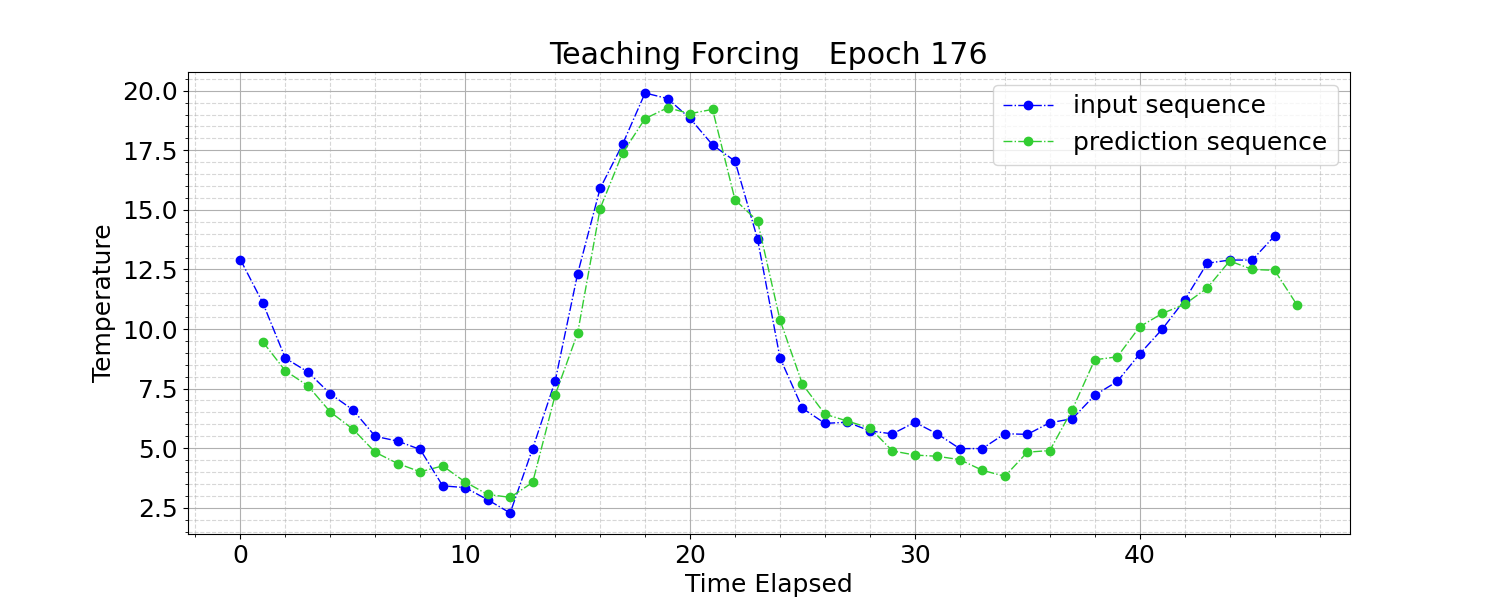 Teaching Forcing   Epoch 176
20.0
17.5
15.0
12.5
10.0
7.5
5.0
2.5
Temperature
input sequence
prediction sequence
0 10 20 30 40
Time Elapsed